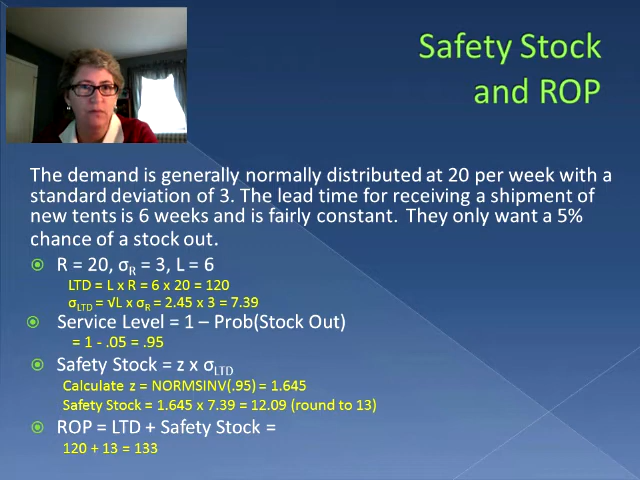 Safety Stock
and ROP
The demand is generally normally distributed at 20 per week with a
standard deviation of 3. The lead time for receiving a shipment of
new tents is 6 weeks and is fairly constant. They only want a 5%
chance of a stock out.
R = 20, σR = 3, L = 6
LTD = L x R = 6 x 20 = 120
σLTD = √L x σR = 2.45 x 3 = 7.39
Service Level = 1 – Prob(Stock Out)
= 1 - .05 = .95
Safety Stock = z x σLTD
Calculate z = NORMSINV(.95) = 1.645
Safety Stock = 1.645 x 7.39 = 12.09 (round to 13)
ROP = LTD + Safety Stock =
120 + 13 = 133